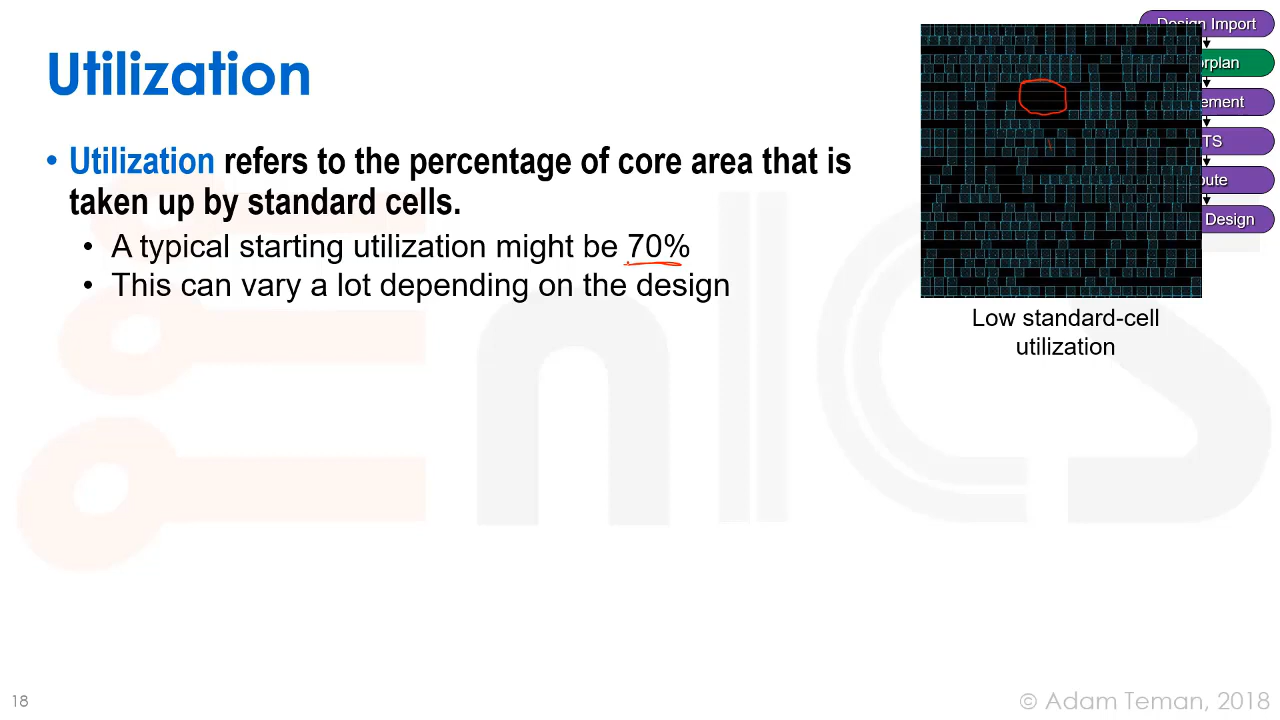 Utilization
• Utilization refers to the percentage of core area that is
taken up by standard cells.
• A typical starting utilization might be 70%
• This can vary a lot depending on the design
Design Import
orplan
ement
TS
oute
Design
Low standard-cell
utilization
EnICS
18
© Adam Teman, 2018